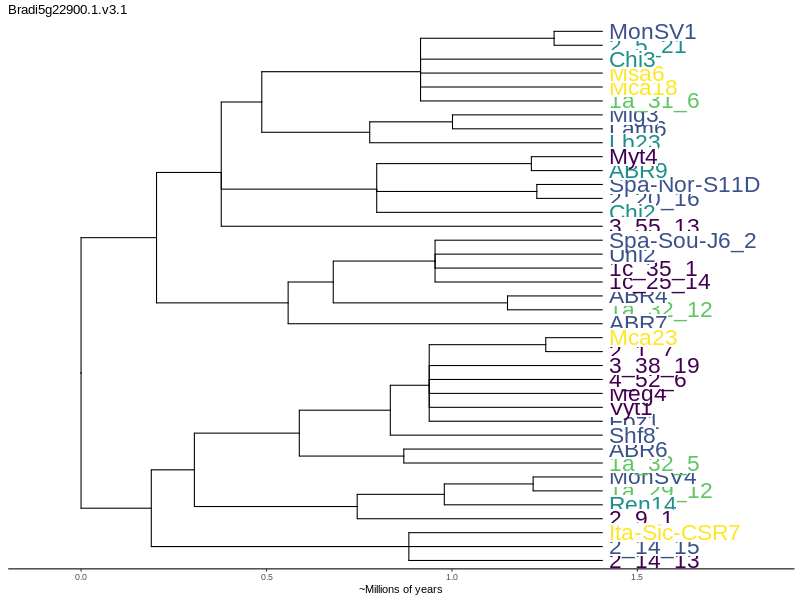 Bradi5g22900.1.v3.1
MonSV1
2_5_21
Chi3
Msa6
Mca18
1a_31_6
Mig3
Lam6
Lb23
Myt4
ABR9
Spa-Nor-S11D
2_20_16
Chi2
3_55_13
Spa-Sou-J6_2
Uni2
1c_35_1
1c_25_14
ABR4
1a_32_12
ABR7
Mca23
2_1_7
3_38_19
4_52_6
Meg4
Vyt1
Shf8
ABR6
1a_32_5
MonSV4
1a_29_12
Ren14
2_9_1
Ita-Sic-CSR7
2_14_15
2_14_13
0.0 0.5 1.0 1.5
~Millions of years